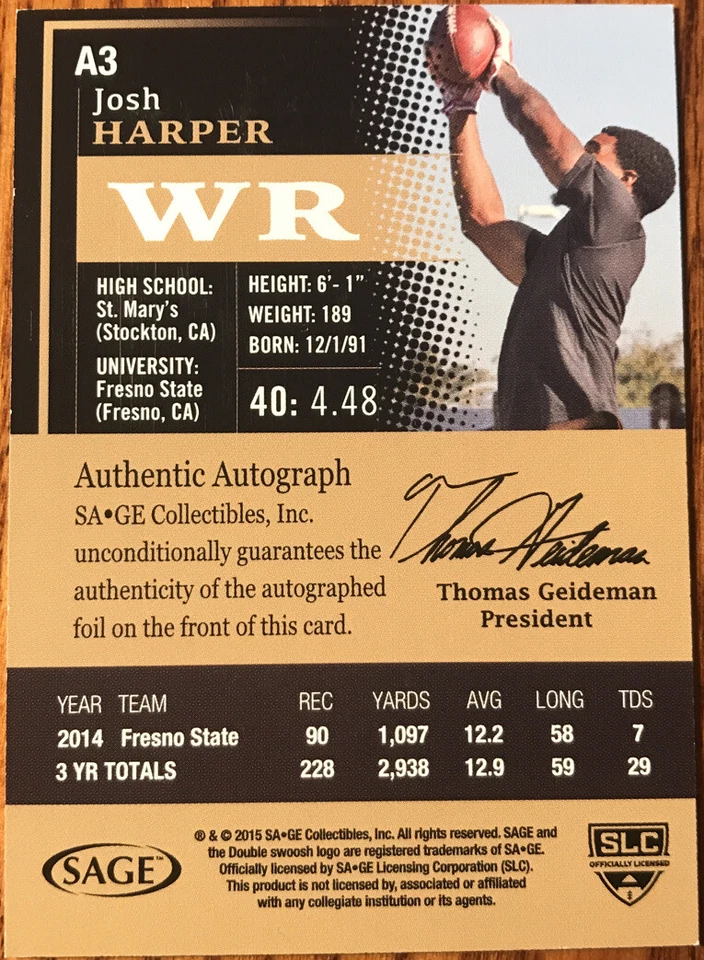 A3
Josh
HARPER
WR
HIGH SCHOOL:
St. Mary's
(Stockton, CA)
UNIVERSITY:
Fresno State
(Fresno, CA)
HEIGHT: 6'- 1"
WEIGHT: 189
BORN: 12/1/91
40: 4.48
Authentic Autograph
SA•GE Collectibles, Inc.
unconditionally guarantees the
authenticity of the autographed
foil on the front of this card.
Thomas Geideman
Thomas Geideman
President
YEAR TEAM REC YARDS AVG LONG TDS
2014 Fresno State 90 1,097 12.2 58 7
3 YR TOTALS 228 2,938 12.9 59 29
SAGE™
® & © 2015 SA•GE Collectibles, Inc. All rights reserved. SAGE and
the Double swoosh logo are registered trademarks of SA•GE.
Officially licensed by SA•GE Licensing Corporation (SLC).
This product is not licensed by, associated or affiliated
with any collegiate institution or its agents.
SLC
OFFICIALLY LICENSED